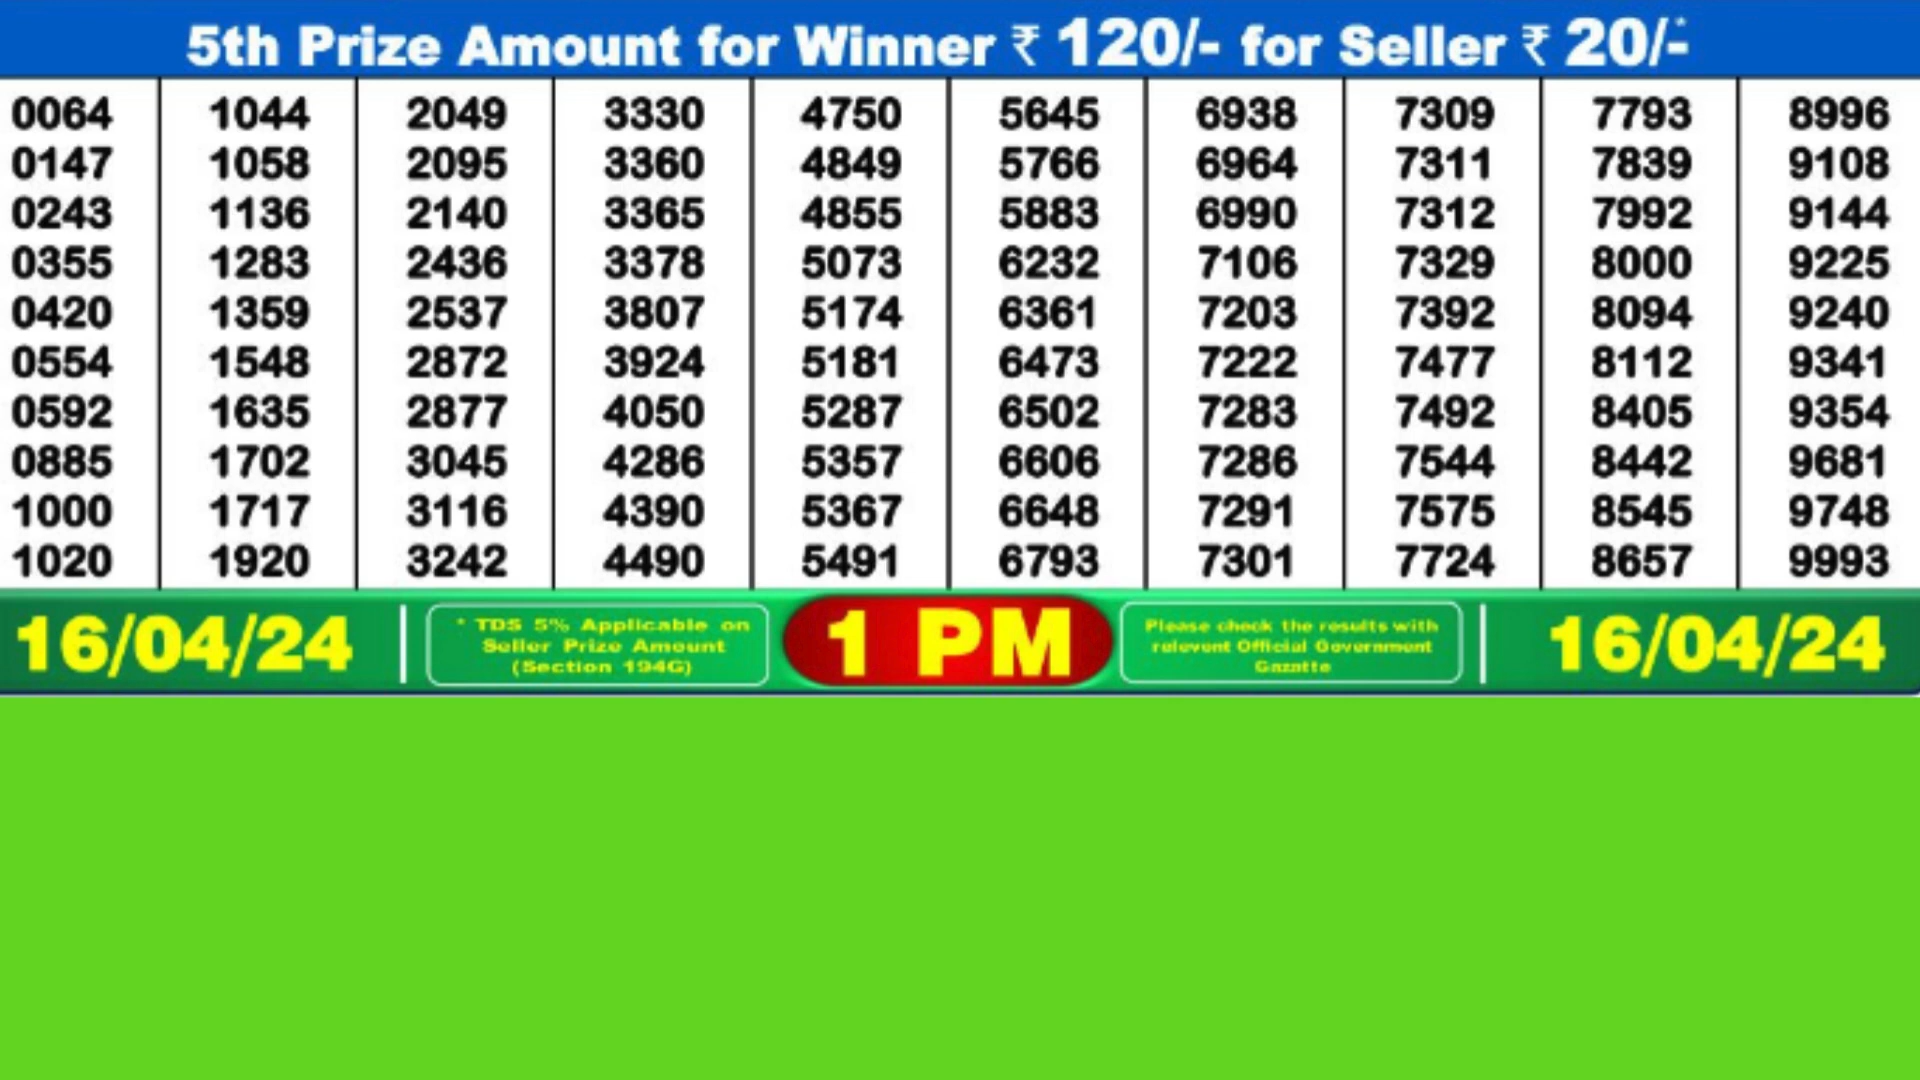 5th Prize Amount for Winner ₹ 120/- for Seller ₹ 20/-*
0064 1044 2049 3330 4750 5645 6938 7309 7793 8996
0147 1058 2095 3360 4849 5766 6964 7311 7839 9108
0243 1136 2140 3365 4855 5883 6990 7312 7992 9144
0355 1283 2436 3378 5073 6232 7106 7329 8000 9225
0420 1359 2537 3807 5174 6361 7203 7392 8094 9240
0554 1548 2872 3924 5181 6473 7222 7477 8112 9341
0592 1635 2877 4050 5287 6502 7283 7492 8405 9354
0885 1702 3045 4286 5357 6606 7286 7544 8442 9681
1000 1717 3116 4390 5367 6648 7291 7575 8545 9748
1020 1920 3242 4490 5491 6793 7301 7724 8657 9993
16/04/24
* TDS 5% Applicable on
Seller Prize Amount
(Section 194G)
1 PM
Please check the results with
relevent Official Government
Gazatte
16/04/24